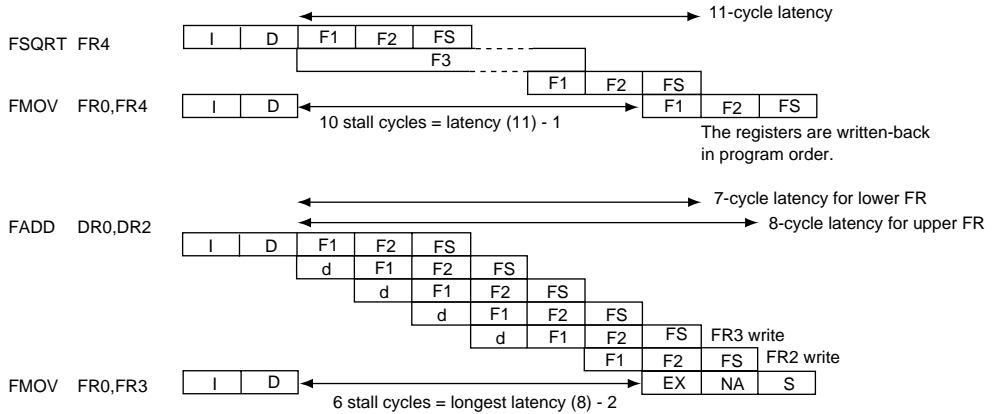 11-cycle latency
FSQRT FR4 I D F1 F2 FS
F3
F1 F2 FS
FMOV FR0,FR4 I D F1 F2 FS
10 stall cycles = latency (11) - 1
The registers are written-back
in program order.
7-cycle latency for lower FR
8-cycle latency for upper FR
FADD DR0,DR2
I D F1 F2 FS
d F1 F2 FS
d F1 F2 FS
d F1 F2 FS
d F1 F2 FS FR3 write
F1 F2 FS FR2 write
FMOV FR0,FR3 I D EX NA S
6 stall cycles = longest latency (8) - 2